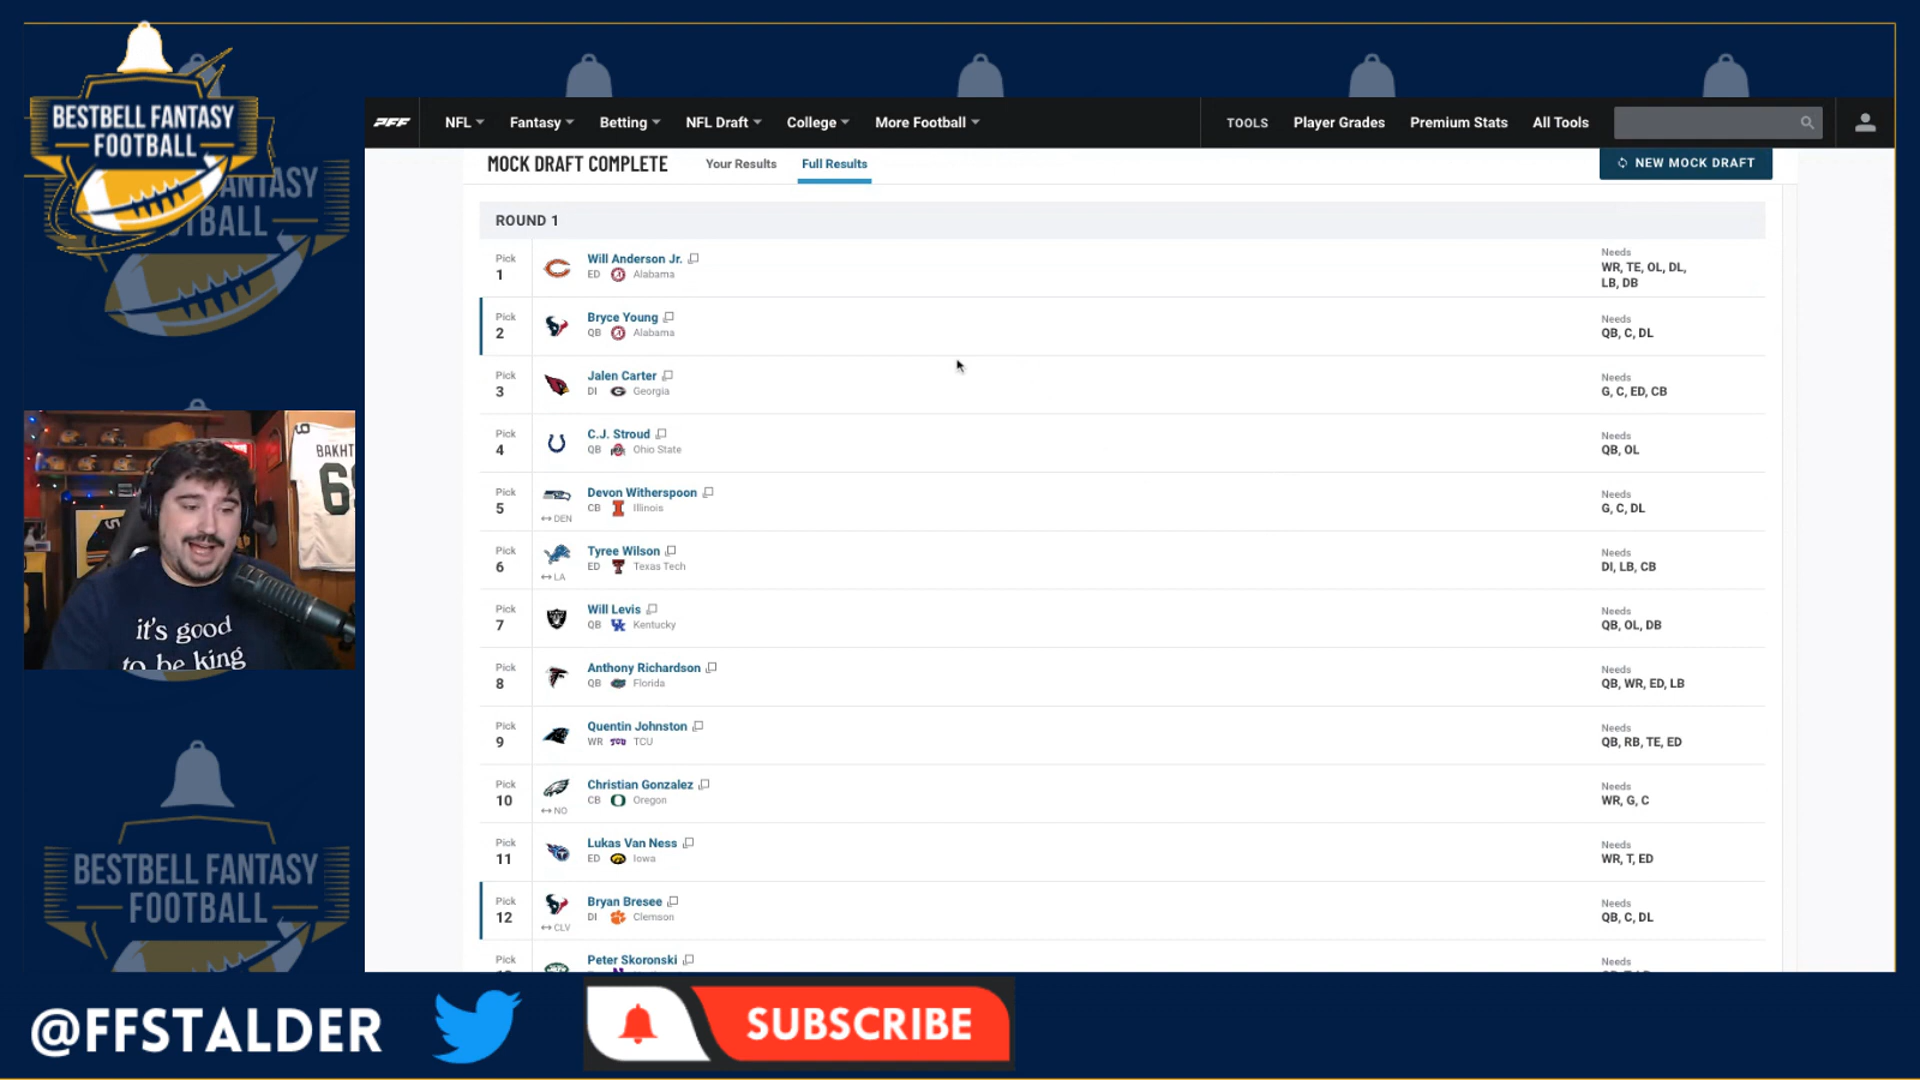 BESTBELL FANTASY
FOOTBALL
PFF
NFL
Fantasy
Betting
NFL Draft
College
More Football
TOOLS
Player Grades
Premium Stats
All Tools
MOCK DRAFT COMPLETE
Your Results
Full Results
NEW MOCK DRAFT
ROUND 1
Pick
1
Will Anderson Jr.
ED Alabama
Needs
WR, TE, OL, DL,
LB, DB
Pick
2
Bryce Young
QB Alabama
Needs
QB, C, DL
Pick
3
Jalen Carter
DI Georgia
Needs
G, C, ED, CB
Pick
4
C.J. Stroud
QB Ohio State
Needs
QB, OL
Pick
5
DEN
Devon Witherspoon
CB Illinois
Needs
G, C, DL
Pick
6
LA
Tyree Wilson
ED Texas Tech
Needs
DI, LB, CB
Pick
7
Will Levis
QB Kentucky
Needs
QB, OL, DB
Pick
8
Anthony Richardson
QB Florida
Needs
QB, WR, ED, LB
Pick
9
Quentin Johnston
WR TCU TCU
Needs
QB, RB, TE, ED
Pick
10
NO
Christian Gonzalez
CB Oregon
Needs
WR, G, C
Pick
11
Lukas Van Ness
ED Iowa
Needs
WR, T, ED
Pick
12
CLV
Bryan Bresee
DI Clemson
Needs
QB, C, DL
Peter Skoronski
Needs
ANTASY
TBALL
BAKHT
69
it's good
to be king
BESTBELL FANTASY
FOOTBALL
@FFSTALDER
SUBSCRIBE